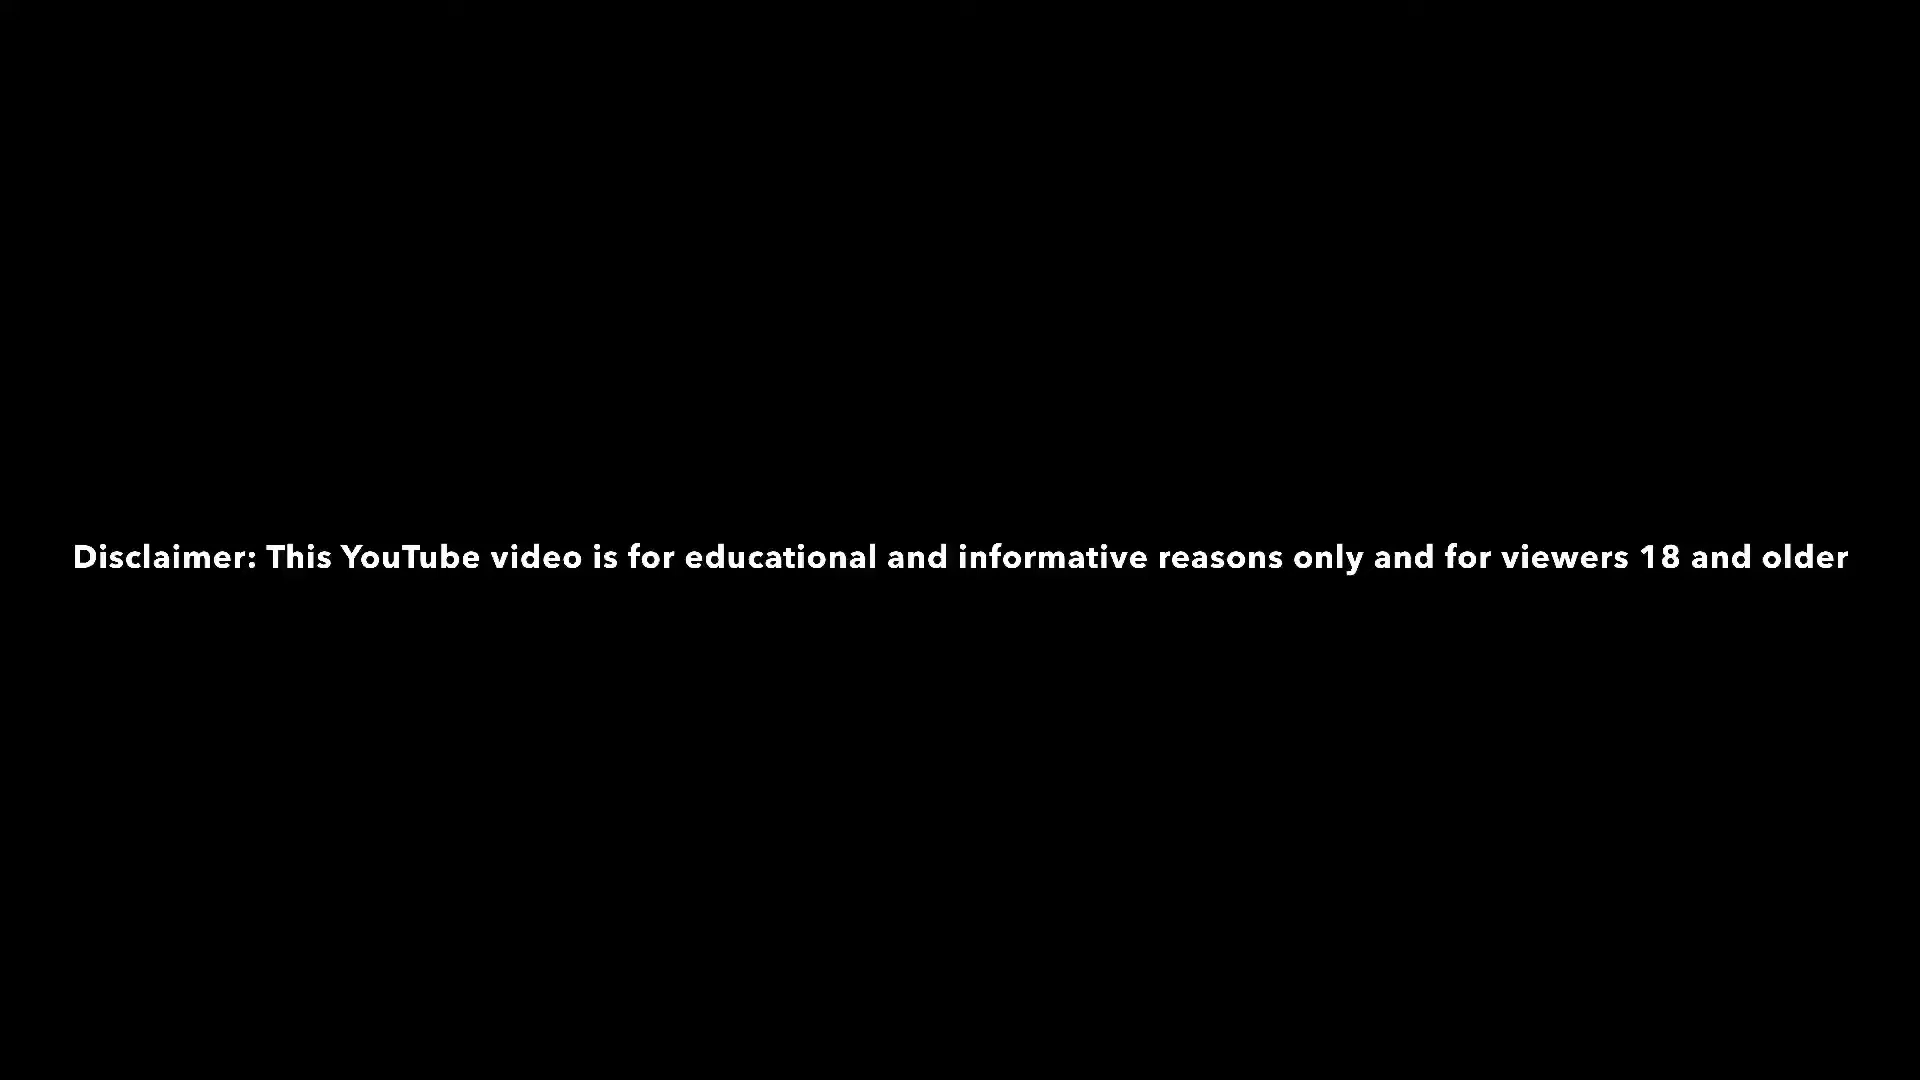 Disclaimer: This YouTube video is for educational and informative reasons only and for viewers 18 and older